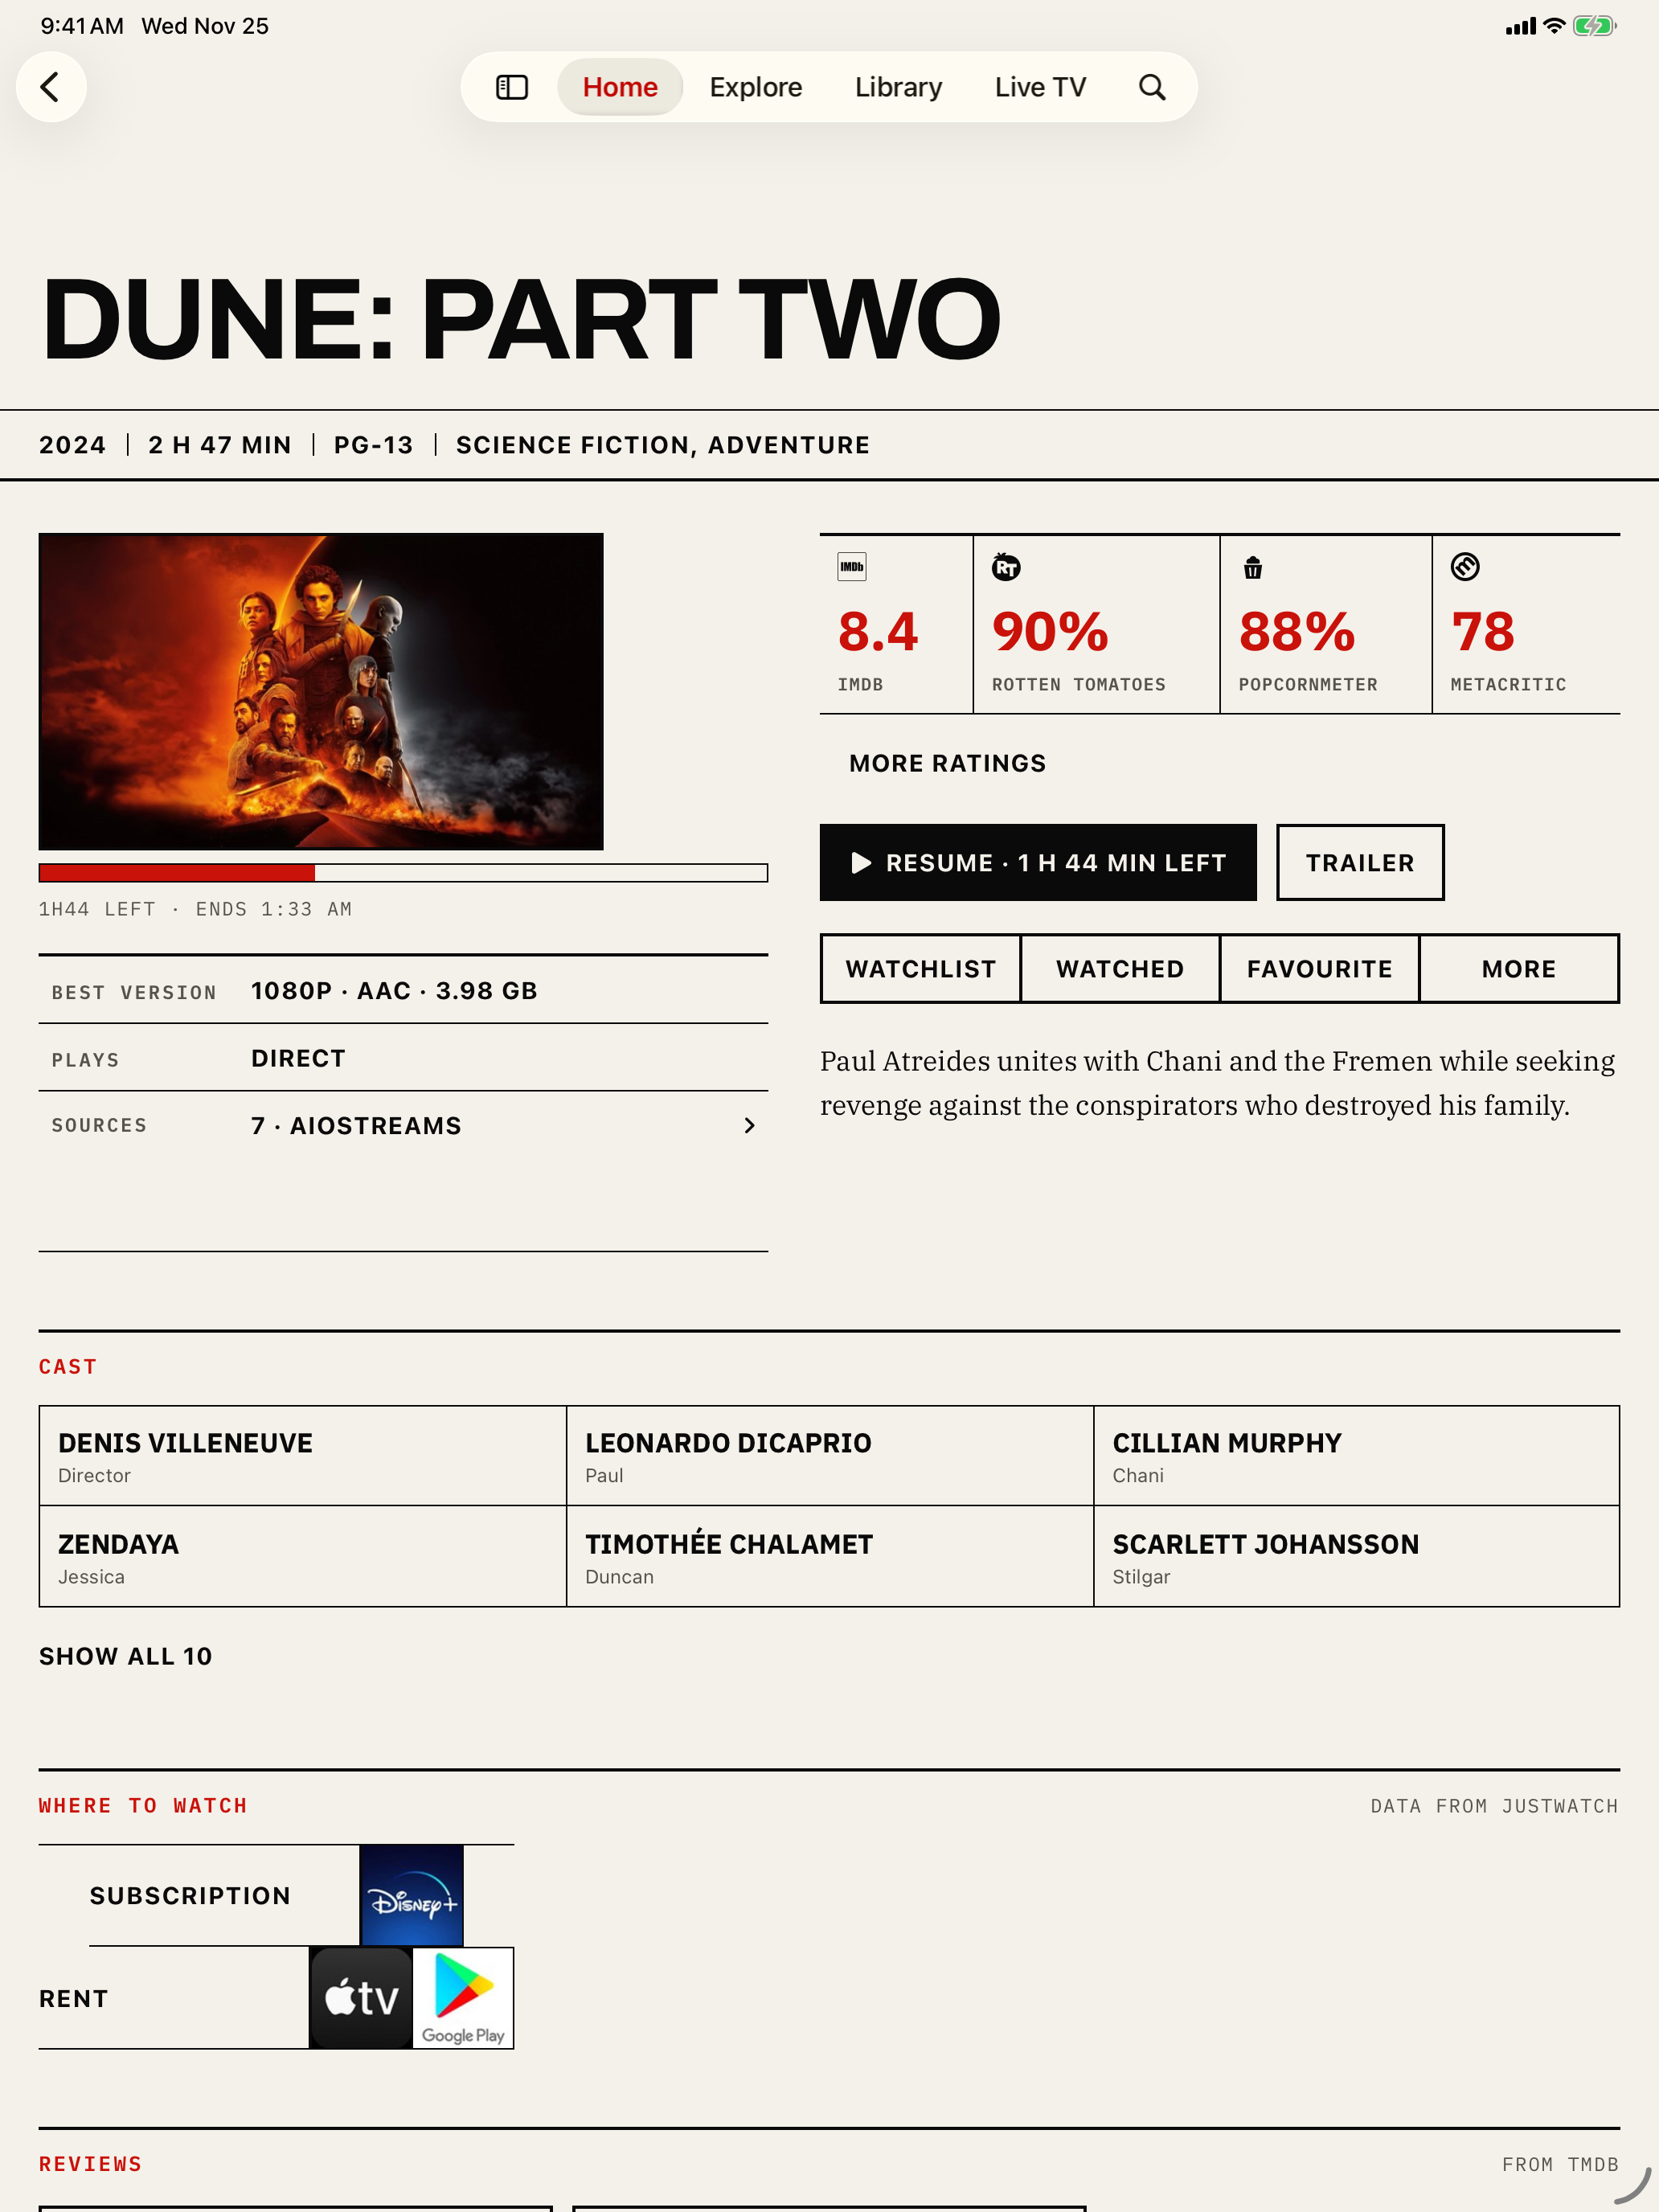 9:41 AM Wed Nov 25
Home Explore Library Live TV
DUNE: PART TWO
2024 | 2 H 47 MIN | PG-13 | SCIENCE FICTION, ADVENTURE
1H44 LEFT · ENDS 1:33 AM
BEST VERSION 1080P · AAC · 3.98 GB
PLAYS DIRECT
SOURCES 7 · AIOSTREAMS
IMDb RT m
8.4 90% 88% 78
IMDB ROTTEN TOMATOES POPCORNMETER METACRITIC
MORE RATINGS
RESUME · 1 H 44 MIN LEFT TRAILER
WATCHLIST WATCHED FAVOURITE MORE
Paul Atreides unites with Chani and the Fremen while seeking
revenge against the conspirators who destroyed his family.
CAST
DENIS VILLENEUVE LEONARDO DICAPRIO CILLIAN MURPHY
Director Paul Chani
ZENDAYA TIMOTHÉE CHALAMET SCARLETT JOHANSSON
Jessica Duncan Stilgar
SHOW ALL 10
WHERE TO WATCH DATA FROM JUSTWATCH
SUBSCRIPTION Disney+
RENT tv Google Play
REVIEWS FROM TMDB